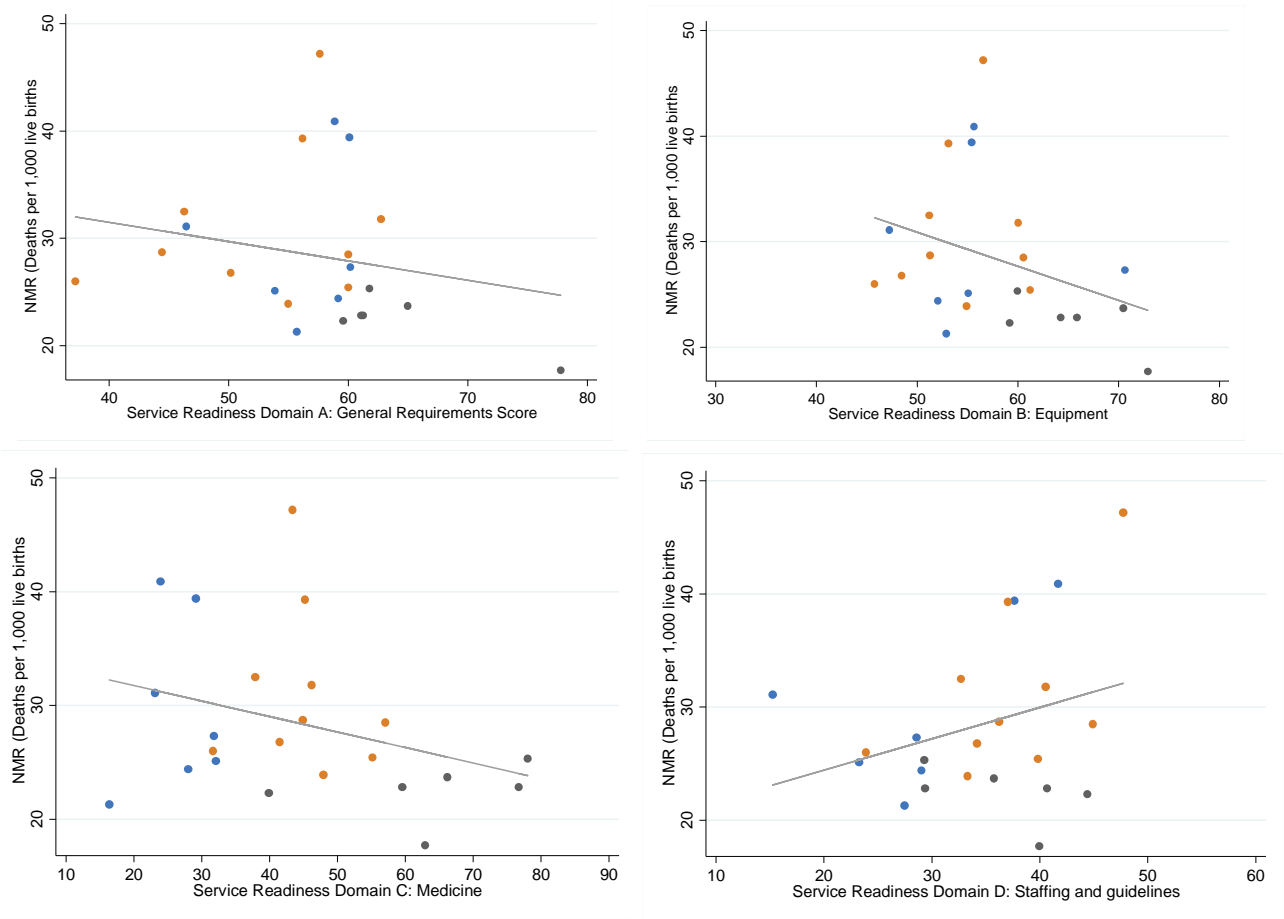 50
40
30
20
NMR (Deaths per 1,000 live births
40 50 60 70 80
Service Readiness Domain A: General Requirements Score
50
40
30
20
NMR (Deaths per 1,000 live births
30 40 50 60 70 80
Service Readiness Domain B: Equipment
50
40
30
20
NMR (Deaths per 1,000 live births
10 20 30 40 50 60 70 80 90
Service Readiness Domain C: Medicine
50
40
30
20
NMR (Deaths per 1,000 live births
10 20 30 40 50 60
Service Readiness Domain D: Staffing and guidelines